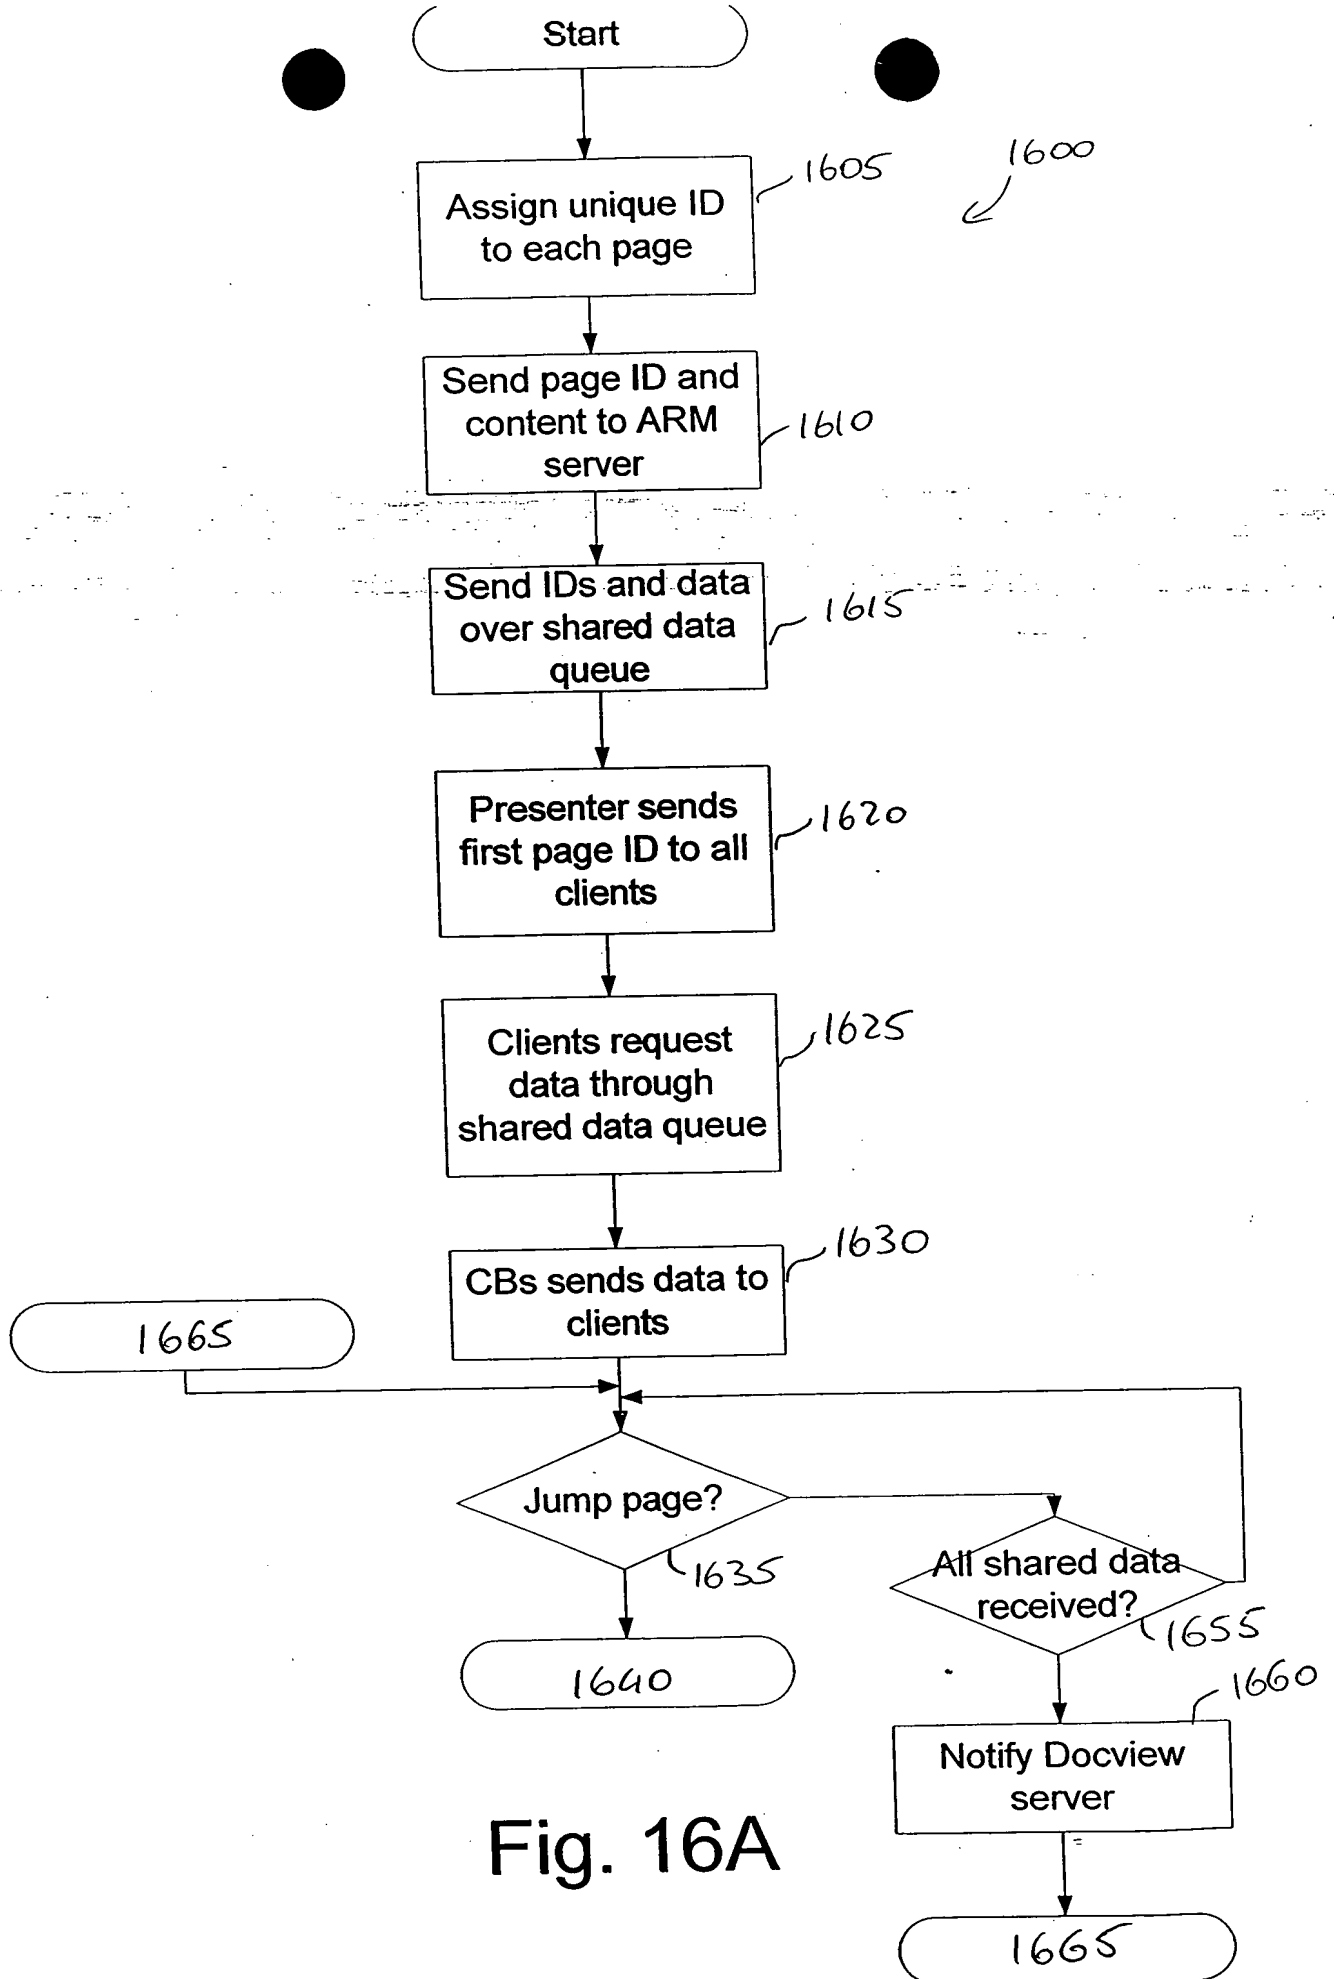 Start
1605
1600
Assign unique ID
to each page
Send page ID and
content to ARM
server
1610
Send IDs and data
over shared data
queue
1615
Presenter sends
first page ID to all
clients
1620
Clients request
data through
shared data queue
1625
CBs sends data to
clients
1630
1665
Jump page?
1635
All shared data
received?
1655
1640
1660
Notify Docview
server
Fig. 16A
1665